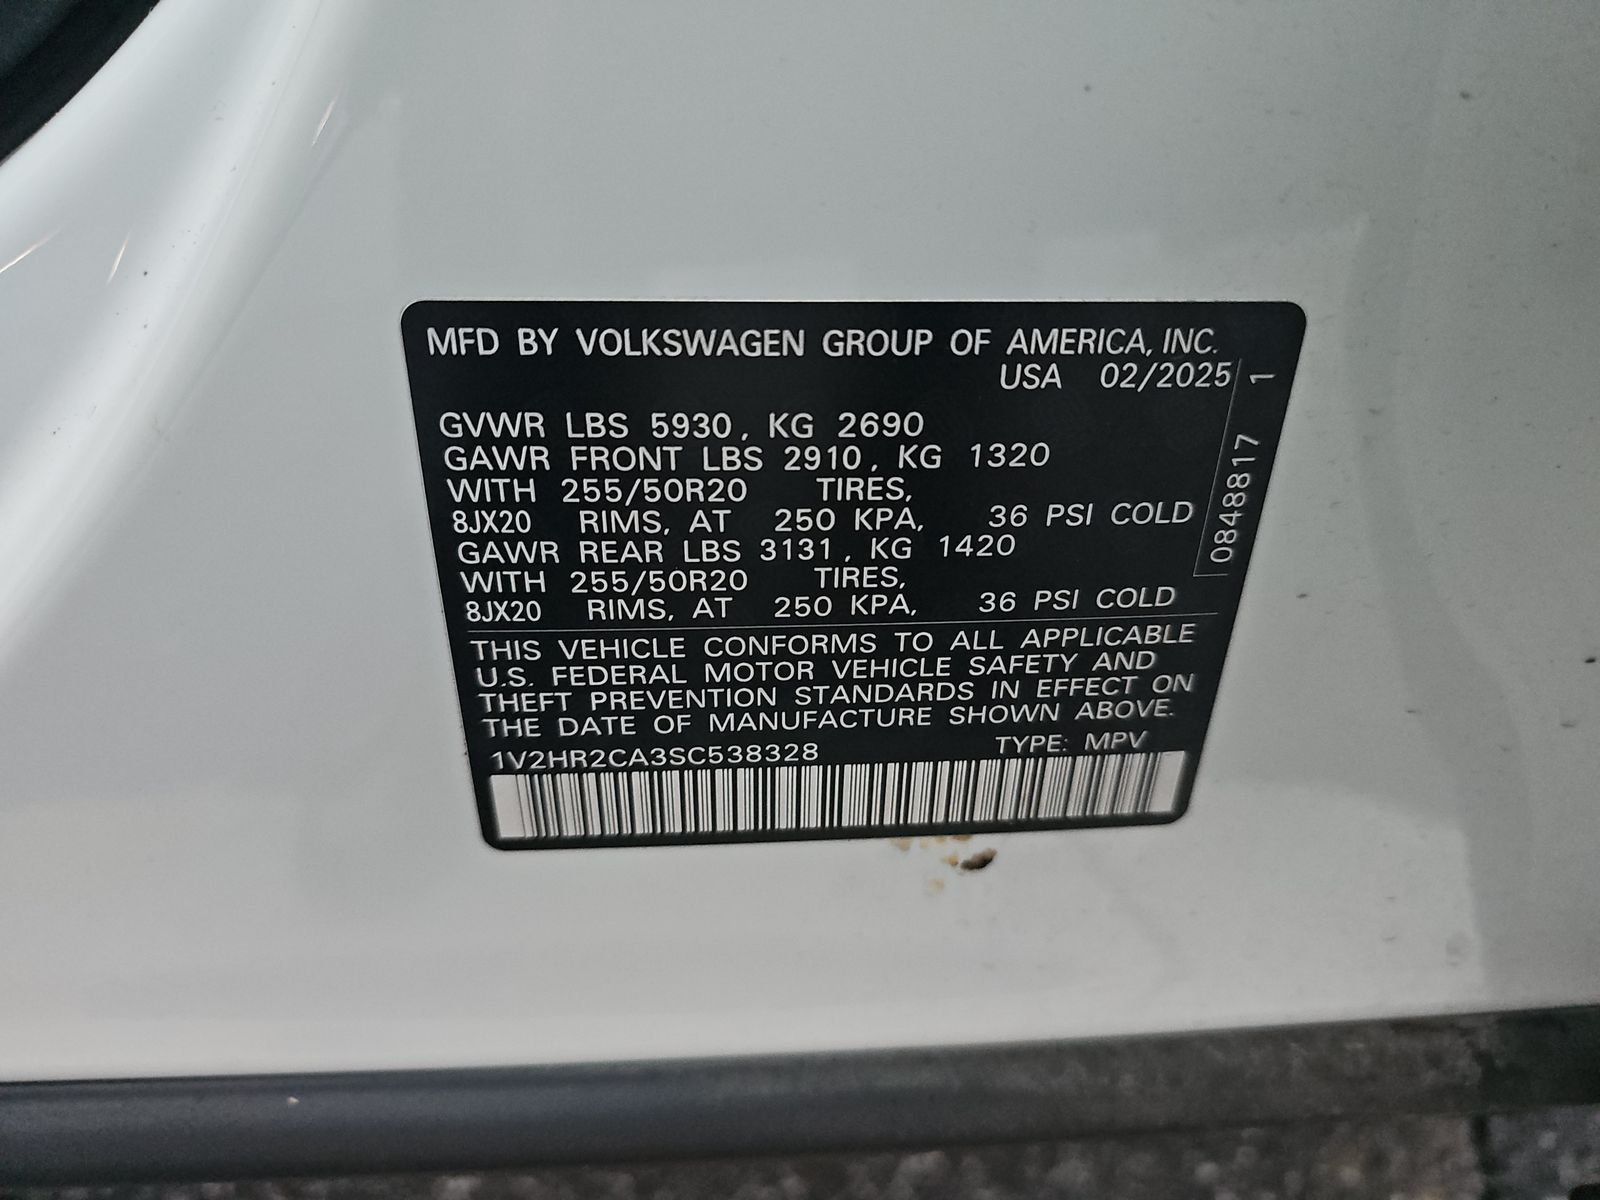 MFD BY VOLKSWAGEN GROUP OF AMERICA, INC.
USA 02/2025
GVWR LBS 5930, KG 2690
GAWR FRONT LBS 2910, KG 1320
WITH 255/50R20 TIRES,
8JX20 RIMS, AT 250 KPA, 36 PSI COLD
GAWR REAR LBS 3131, KG 1420
WITH 255/50R20 TIRES,
8JX20 RIMS, AT 250 KPA, 36 PSI COLD
THIS VEHICLE CONFORMS TO ALL APPLICABLE
U.S. FEDERAL MOTOR VEHICLE SAFETY AND
THEFT PREVENTION STANDARDS IN EFFECT ON
THE DATE OF MANUFACTURE SHOWN ABOVE.
1V2HR2CA3SC538328 TYPE: MPV
0848817 1